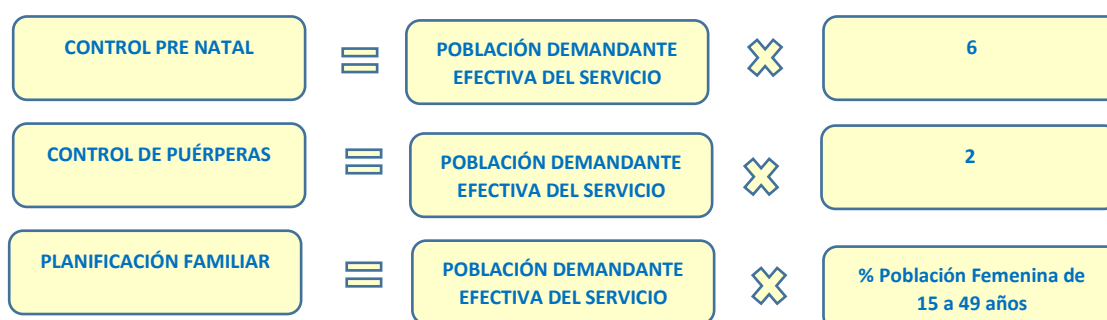 CONTROL PRE NATAL
POBLACIÓN DEMANDANTE
EFECTIVA DEL SERVICIO
6
CONTROL DE PUÉRPERAS
POBLACIÓN DEMANDANTE
EFECTIVA DEL SERVICIO
2
PLANIFICACIÓN FAMILIAR
POBLACIÓN DEMANDANTE
EFECTIVA DEL SERVICIO
% Población Femenina de
15 a 49 años